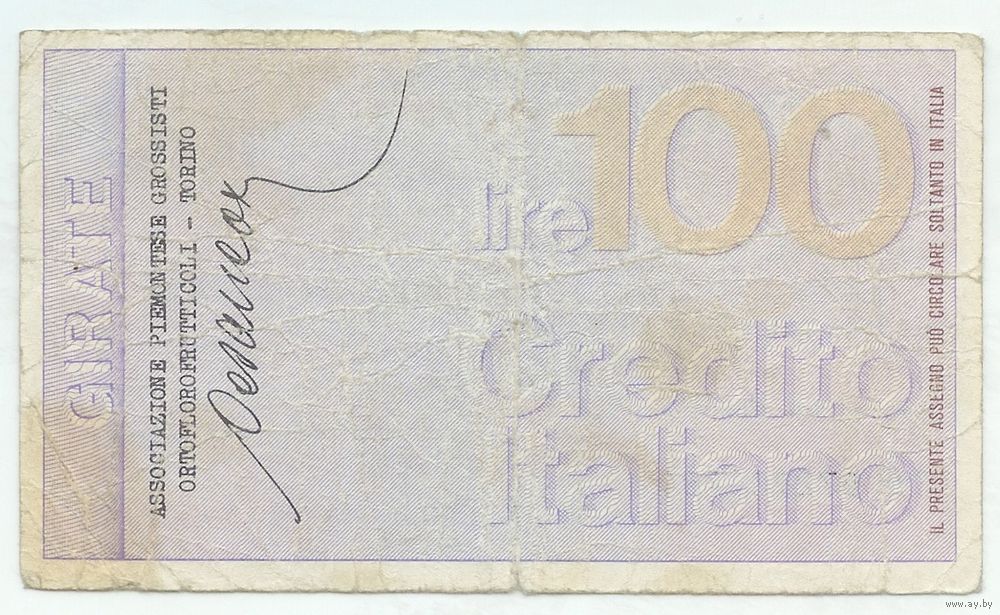 GIRATE
ASSOCIAZIONE PIEMONTESE GROSSISTI
ORTOFLOROFRUTTICOLI - TORINO
lire 100
Credito
Italiano
IL PRESENTE ASSEGNO PUÒ CIRCOLARE SOLTANTO IN ITALIA
www.ay.by